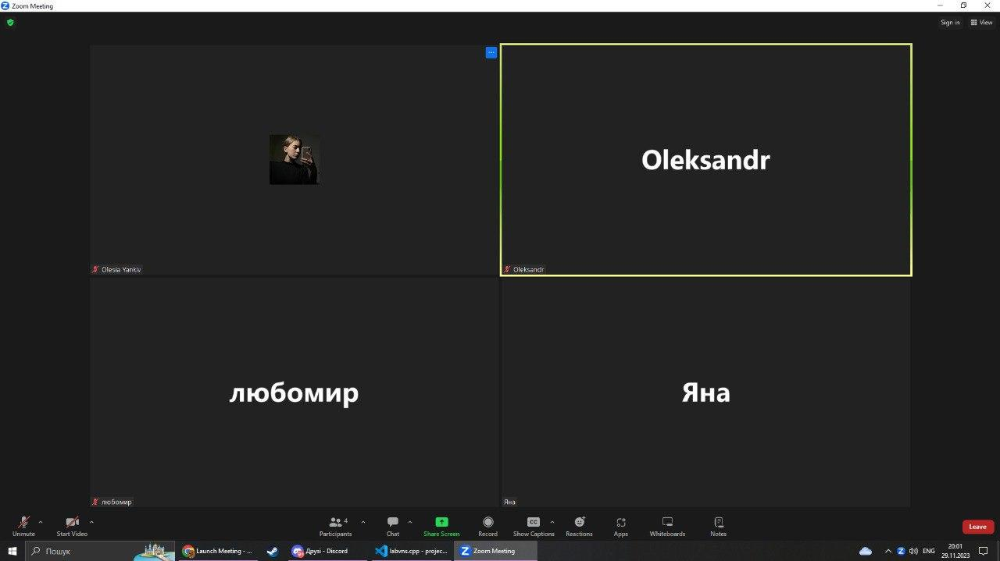 Zoom Meeting
Sign in
View
Oleksandr
Olesia Yankiv
Oleksandr
любомир
Яна
любомир
Яна
Unmute
Start Video
4
Participants
Chat
Share Screen
Record
CC
Show Captions
Reactions
Apps
Whiteboards
Notes
Leave
Пошук
Launch Meeting - ...
Друзі - Discord
labvns.cpp - projec...
Zoom Meeting
ENG
20:01
29.11.2023